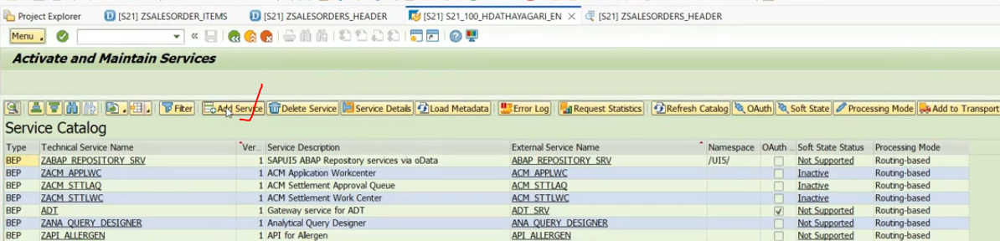 Project Explorer [S21] ZSALESORDER_ITEMS [S21] ZSALESORDERS_HEADER [S21] S21_100_HDATHAYAGARI_EN [S21] ZSALESORDERS_HEADER
Menu
Activate and Maintain Services
Filter Add Service Delete Service Service Details Load Metadata Error Log Request Statistics Refresh Catalog OAuth Soft State Processing Mode Add to Transport
Service Catalog
Type Technical Service Name Ver... Service Description External Service Name Namespace OAuth ... Soft State Status Processing Mode
BEP ZABAP_REPOSITORY_SRV 1 SAPUI5 ABAP Repository services via oData ABAP_REPOSITORY_SRV /UI5/ Not Supported Routing-based
BEP ZACM_APPLWC 1 ACM Application Workcenter ACM_APPLWC Inactive Routing-based
BEP ZACM_STTLAQ 1 ACM Settlement Approval Queue ACM_STTLAQ Inactive Routing-based
BEP ZACM_STTLWC 1 ACM Settlement Work Center ACM_STTLWC Inactive Routing-based
BEP ADT 1 Gateway service for ADT ADT_SRV Not Supported Routing-based
BEP ZANA_QUERY_DESIGNER 1 Analytical Query Designer ANA_QUERY_DESIGNER Not Supported Routing-based
BEP ZAPI_ALLERGEN 1 API for Allergen API_ALLERGEN Not Supported Routing-based